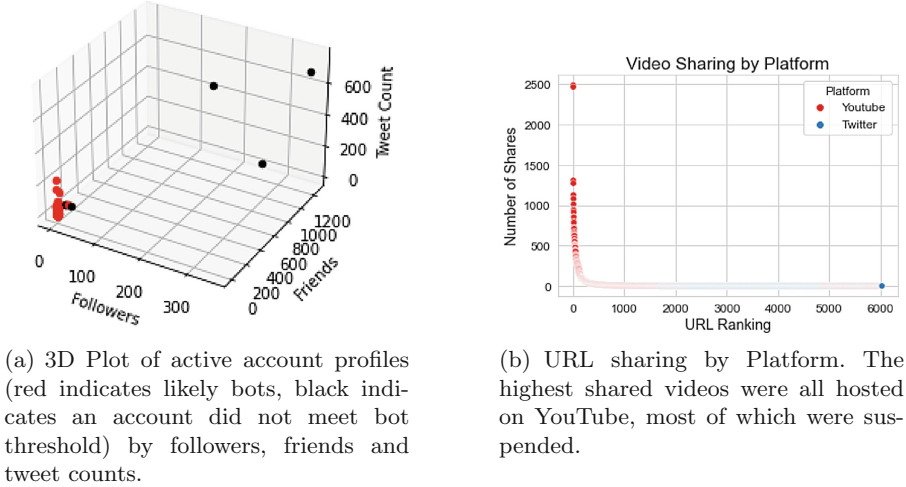 600
400
200
0
Tweet Count
1200
1000
800
600
400
200
0
Friends
0
100
200
300
Followers
Video Sharing by Platform
2500
2000
1500
1000
500
0
Number of Shares
Platform
Youtube
Twitter
0
1000
2000
3000
4000
5000
6000
URL Ranking
(a) 3D Plot of active account profiles
(red indicates likely bots, black indi-
cates an account did not meet bot
threshold) by followers, friends and
tweet counts.
(b) URL sharing by Platform. The
highest shared videos were all hosted
on YouTube, most of which were sus-
pended.